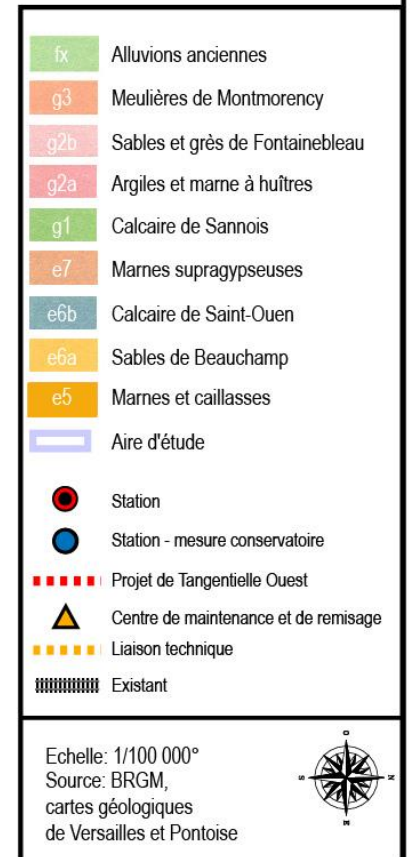 fx Alluvions anciennes
g3 Meulières de Montmorency
g2b Sables et grès de Fontainebleau
g2a Argiles et marne à huîtres
g1 Calcaire de Sannois
e7 Marnes supragypseuses
e6b Calcaire de Saint-Ouen
e6a Sables de Beauchamp
e5 Marnes et caillasses
Aire d'étude
Station
Station - mesure conservatoire
Projet de Tangentielle Ouest
Centre de maintenance et de remisage
Liaison technique
Existant
Echelle: 1/100 000°
Source: BRGM,
cartes géologiques
de Versailles et Pontoise
O
S N
E